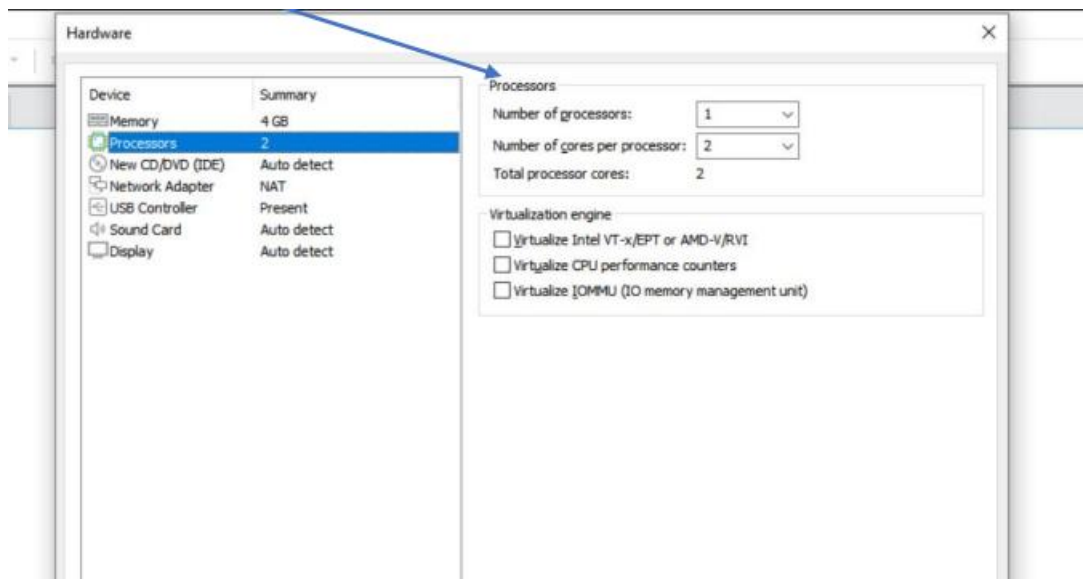 Hardware
Device Summary
Memory 4 GB
Processors 2
New CD/DVD (IDE) Auto detect
Network Adapter NAT
USB Controller Present
Sound Card Auto detect
Display Auto detect
Processors
Number of processors: 1
Number of cores per processor: 2
Total processor cores: 2
Virtualization engine
Virtualize Intel VT-x/EPT or AMD-V/RVI
Virtualize CPU performance counters
Virtualize IOMMU (IO memory management unit)